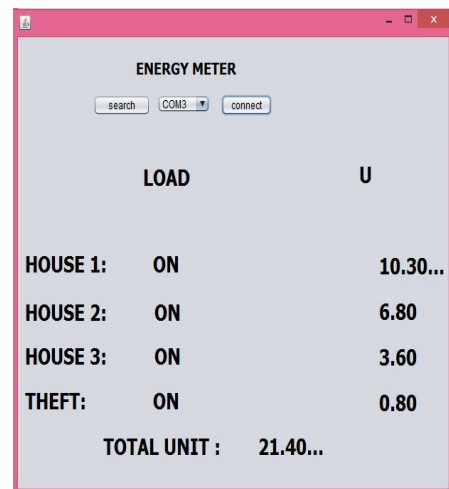 ENERGY METER
search COM3 connect
LOAD U
HOUSE 1: ON 10.30...
HOUSE 2: ON 6.80
HOUSE 3: ON 3.60
THEFT: ON 0.80
TOTAL UNIT : 21.40...